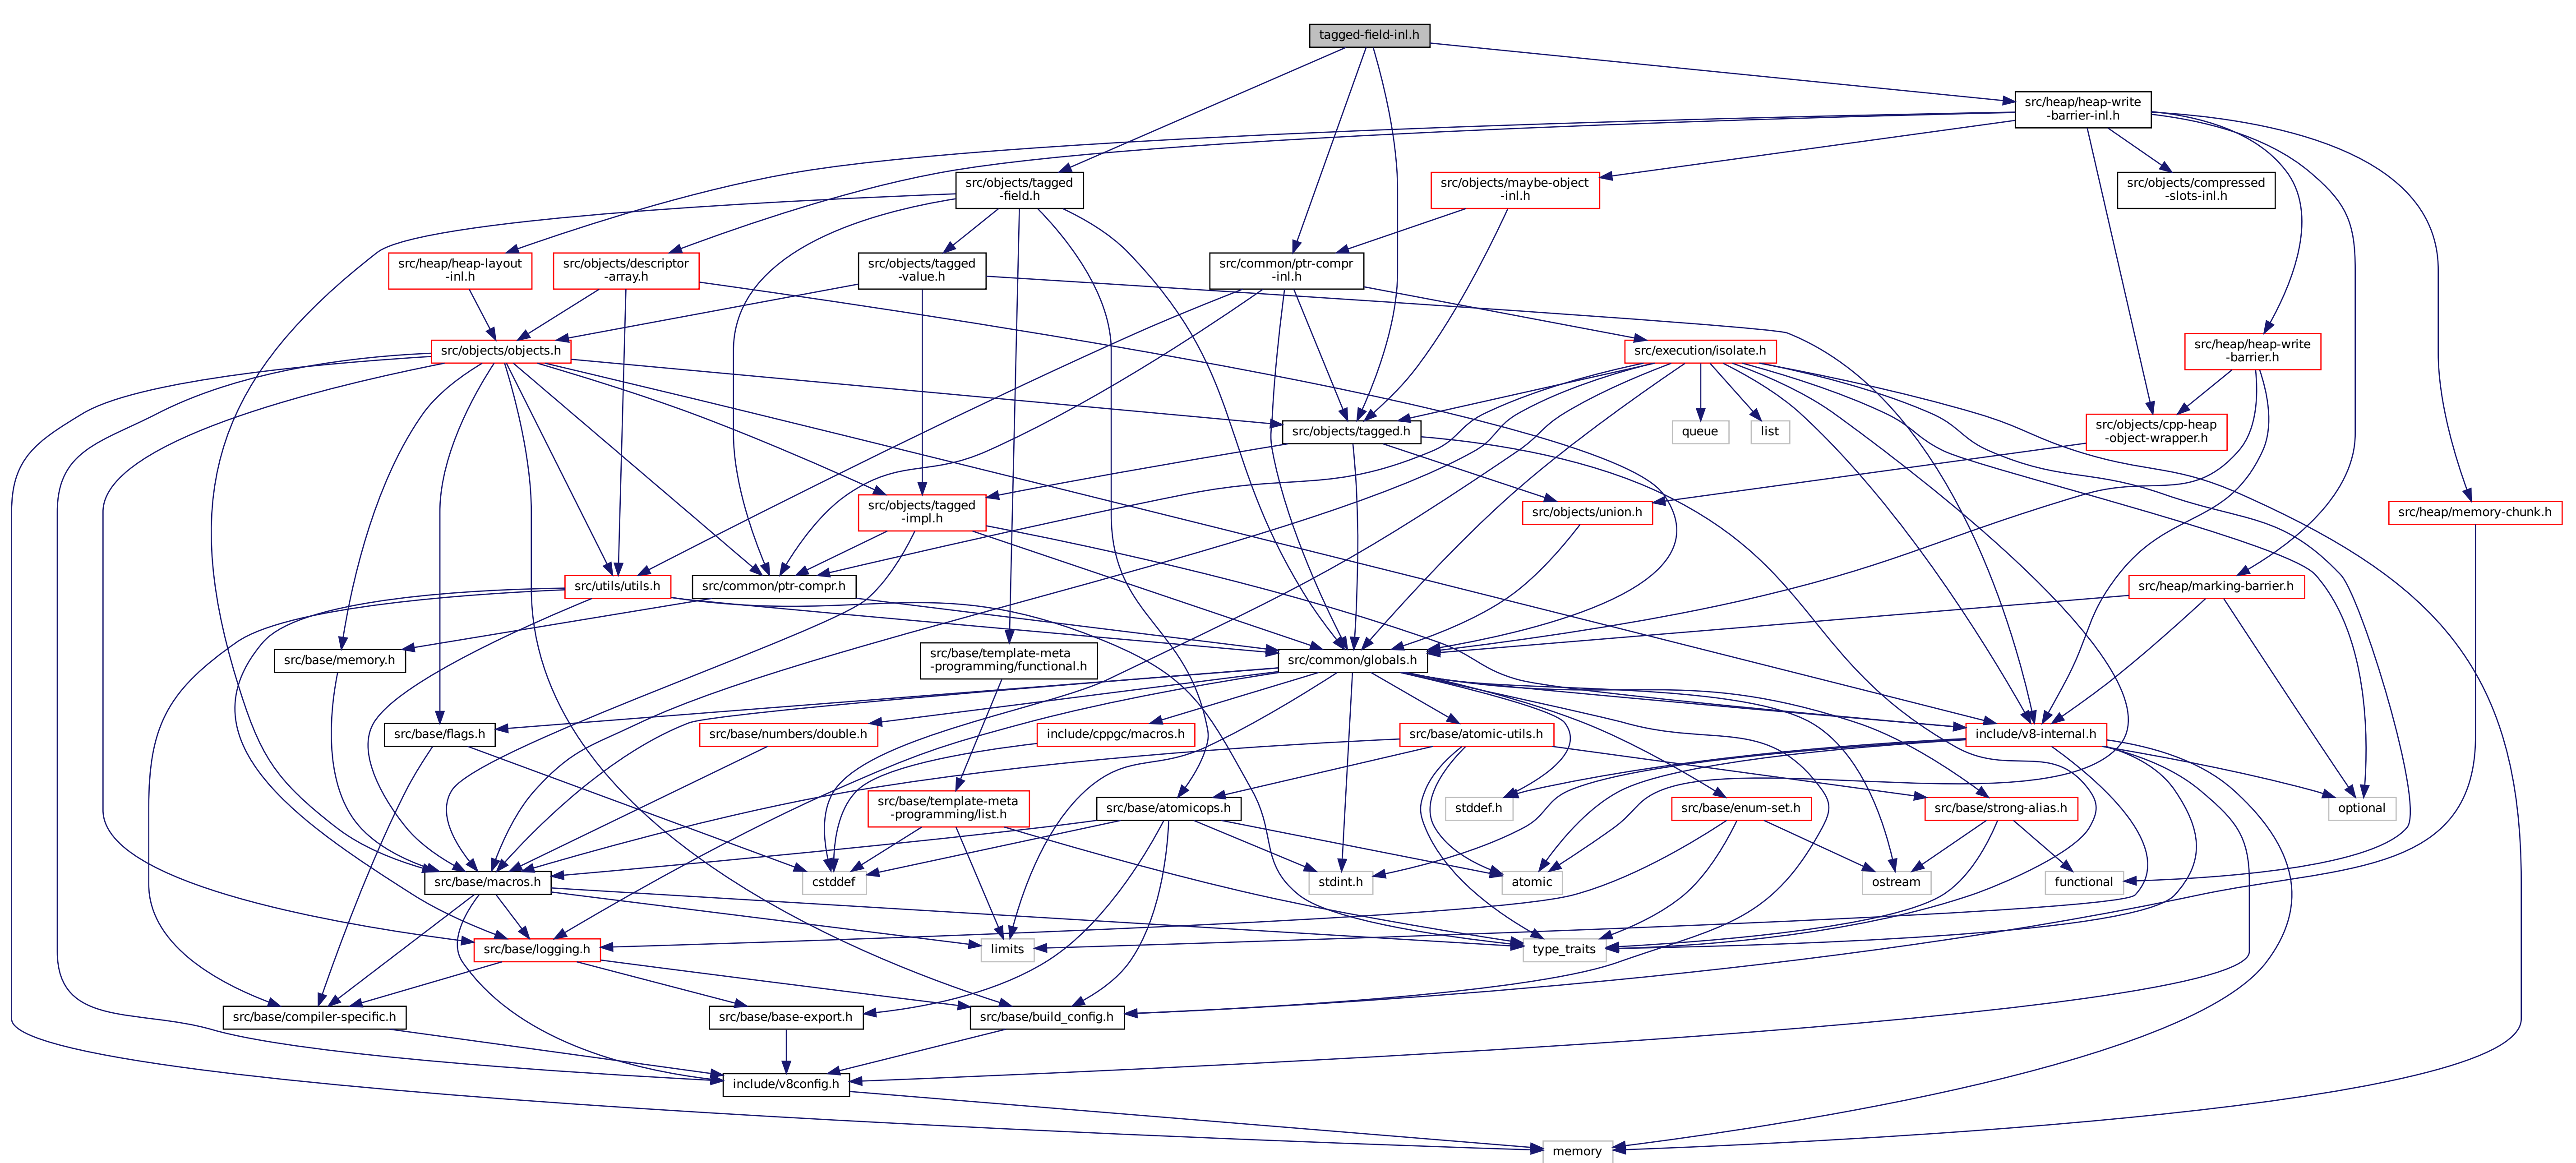 tagged-field-inl.h
src/heap/heap-write
-barrier-inl.h
src/objects/tagged
-field.h
src/objects/maybe-object
-inl.h
src/objects/compressed
-slots-inl.h
src/heap/heap-layout
-inl.h
src/objects/descriptor
-array.h
src/objects/tagged
-value.h
src/common/ptr-compr
-inl.h
src/objects/objects.h
src/execution/isolate.h
src/heap/heap-write
-barrier.h
src/objects/tagged.h
queue
list
src/objects/cpp-heap
-object-wrapper.h
src/objects/tagged
-impl.h
src/objects/union.h
src/heap/memory-chunk.h
src/utils/utils.h
src/common/ptr-compr.h
src/heap/marking-barrier.h
src/base/memory.h
src/base/template-meta
-programming/functional.h
src/common/globals.h
src/base/flags.h
src/base/numbers/double.h
include/cppgc/macros.h
src/base/atomic-utils.h
include/v8-internal.h
src/base/template-meta
-programming/list.h
src/base/atomicops.h
stddef.h
src/base/enum-set.h
src/base/strong-alias.h
optional
src/base/macros.h
cstddef
stdint.h
atomic
ostream
functional
src/base/logging.h
limits
type_traits
src/base/compiler-specific.h
src/base/base-export.h
src/base/build_config.h
include/v8config.h
memory